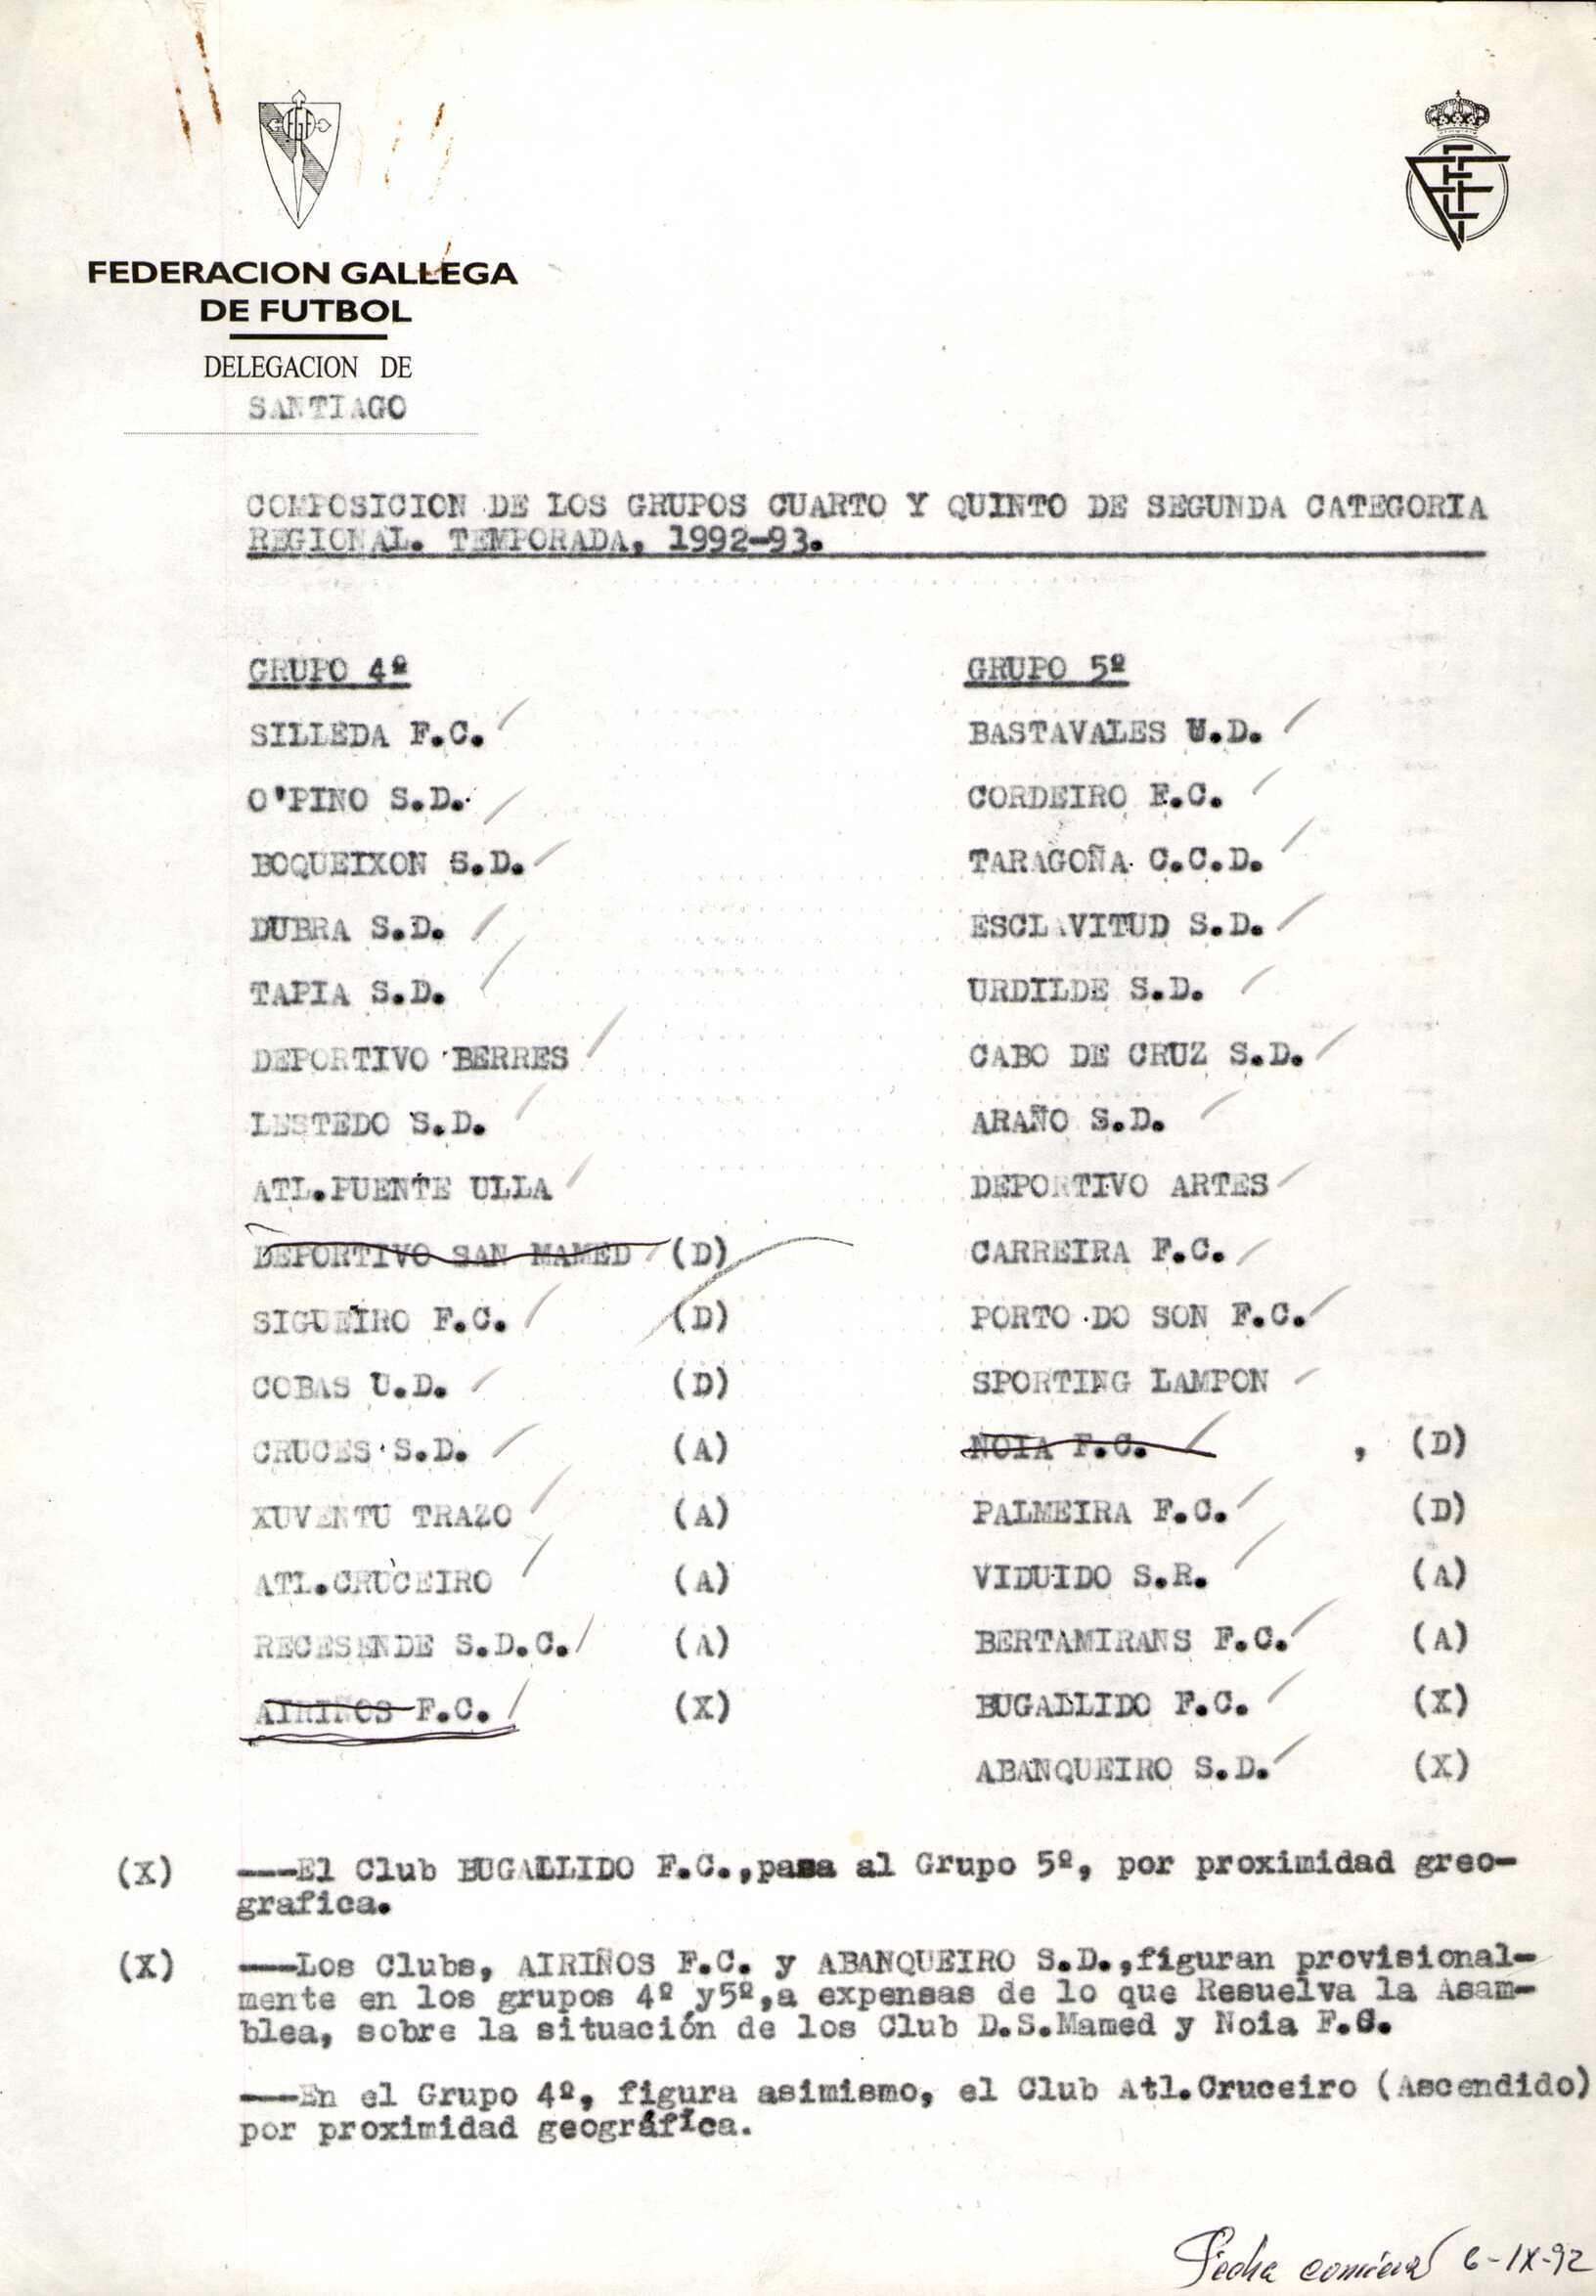 FGF
FEDERACION GALLEGA
DE FUTBOL
DELEGACION DE
SANTIAGO
COMPOSICION DE LOS GRUPOS CUARTO Y QUINTO DE SEGUNDA CATEGORIA
REGIONAL. TEMPORADA, 1992-93.
GRUPO 4º
SILLEDA F.C.
O'PINO S.D.
BOQUEIXON S.D.
DUBRA S.D.
TAPIA S.D.
DEPORTIVO BERRES
LESTEDO S.D.
ATL.PUENTE ULLA
DEPORTIVO SAN MAMED (D)
SIGUEIRO F.C. (D)
COBAS U.D. (D)
CRUCES S.D. (A)
XUVENTU TRAZO (A)
ATL.CRUCEIRO (A)
RECESENDE S.D.C. (A)
AIRIÑOS F.C. (X)
GRUPO 5º
BASTAVALES U.D.
CORDEIRO F.C.
TARAGOÑA C.C.D.
ESCLAVITUD S.D.
URDILDE S.D.
CABO DE CRUZ S.D.
ARAÑO S.D.
DEPORTIVO ARTES
CARREIRA F.C.
PORTO DO SON F.C.
SPORTING LAMPON
NOIA F.C. , (D)
PALMEIRA F.C. (D)
VIDUIDO S.R. (A)
BERTAMIRANS F.C. (A)
BUGALLIDO F.C. (X)
ABANQUEIRO S.D. (X)
(X) ---El Club BUGALLIDO F.C.,pasa al Grupo 5º, por proximidad greo-
grafica.
(X) ---Los Clubs, AIRIÑOS F.C. y ABANQUEIRO S.D.,figuran provisional-
mente en los grupos 4º y5º,a expensas de lo que Resuelva la Asam-
blea, sobre la situación de los Club D.S.Mamed y Noia F.C.
---En el Grupo 4º, figura asimismo, el Club Atl.Cruceiro (Ascendido)
por proximidad geográfica.
Fecha comienzo 6-IX-92